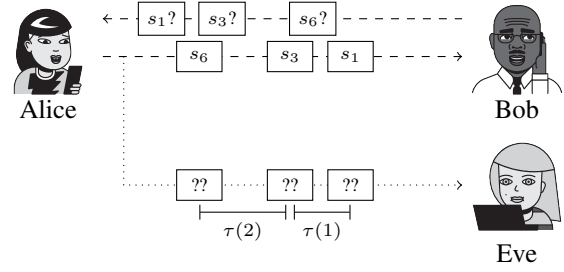 s₁? s₃? s₆?
s₆ s₃ s₁
Alice Bob
?? ?? ??
τ(2) τ(1)
Eve